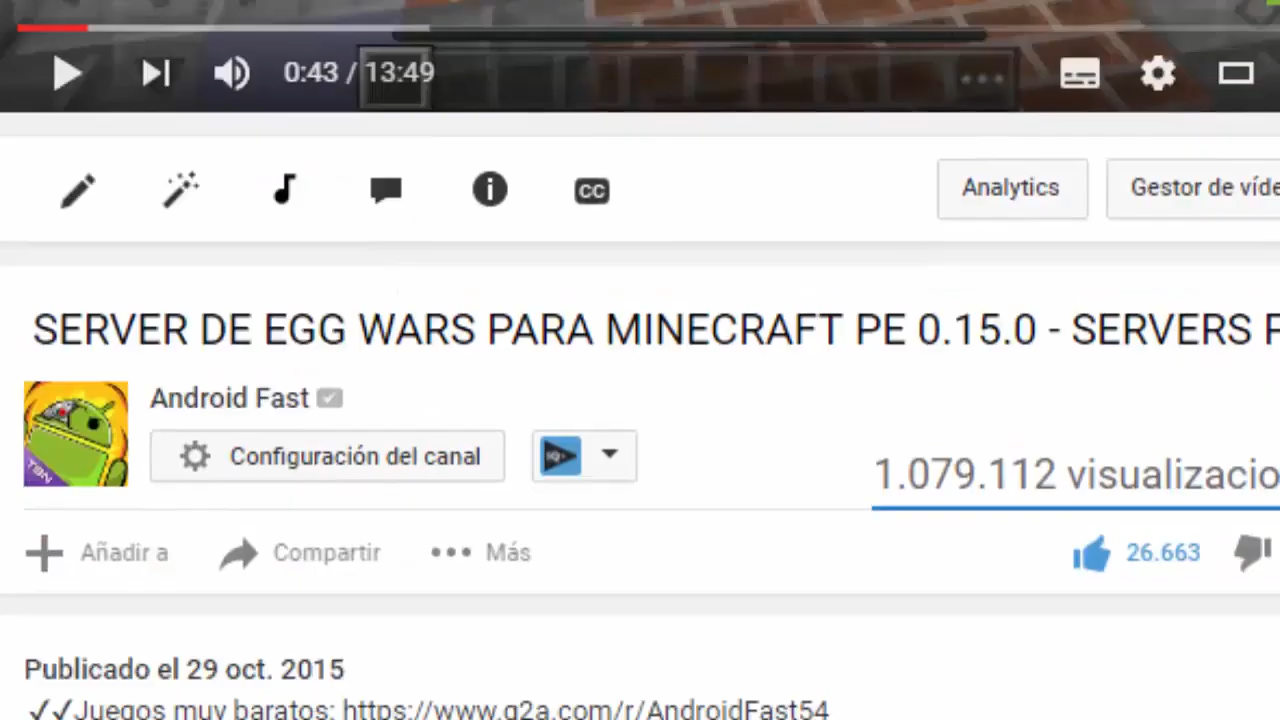 0:43 / 13:49
CC
Analytics
Gestor de víde
SERVER DE EGG WARS PARA MINECRAFT PE 0.15.0 - SERVERS P
Android Fast
TBN
Configuración del canal
1.079.112 visualizacio
Añadir a
Compartir
Más
26.663
Publicado el 29 oct. 2015
✓✓Juegos muy baratos: https://www.g2a.com/r/AndroidFast54